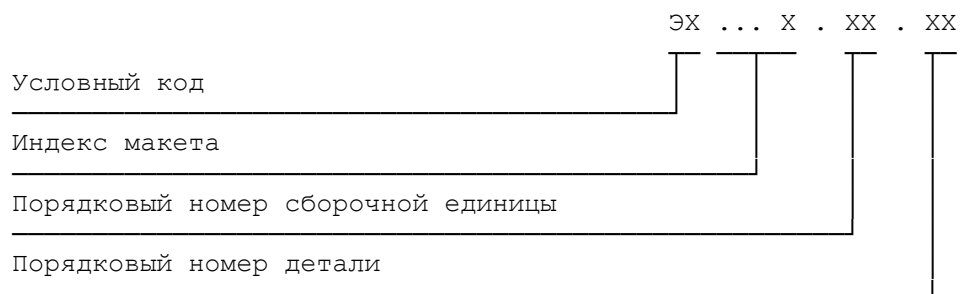 ЭХ ... Х . ХХ . ХХ
Условный код
Индекс макета
Порядковый номер сборочной единицы
Порядковый номер детали